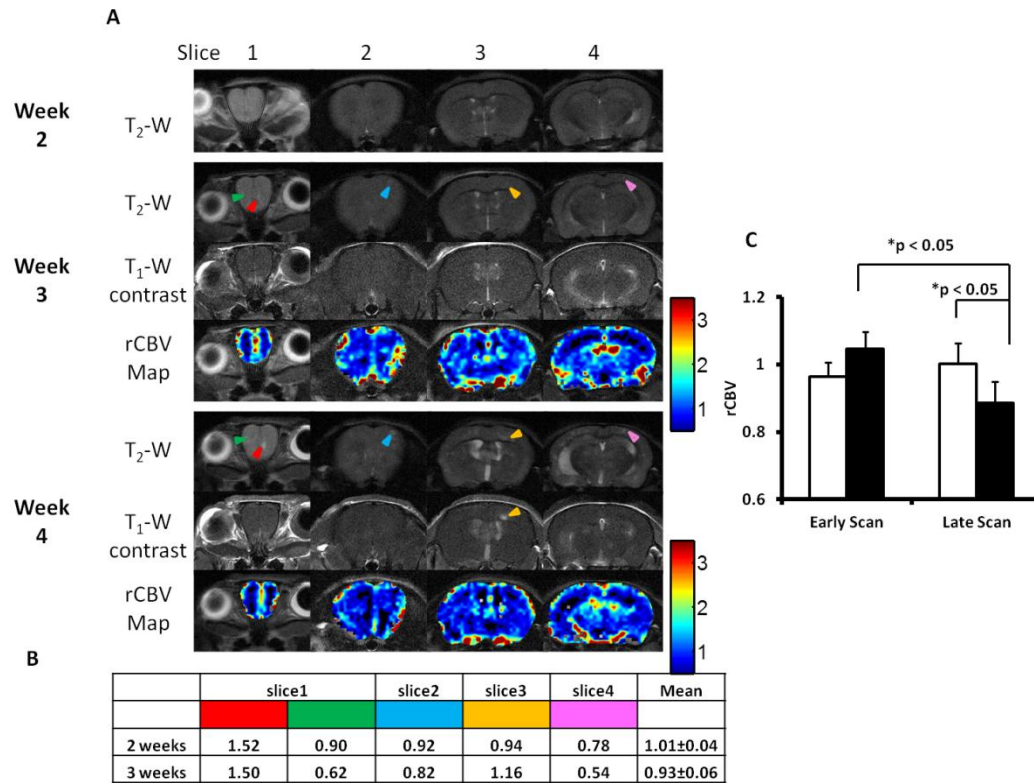 A
Slice 1 2 3 4
Week 2
T₂-W
Week 3
T₂-W
T₁-W contrast
rCBV Map
3
2
1
Week 4
T₂-W
T₁-W contrast
rCBV Map
3
2
1
C
*p < 0.05
*p < 0.05
rCBV
1.2
1
0.8
0.6
Early Scan Late Scan
B
slice1 slice2 slice3 slice4 Mean
2 weeks 1.52 0.90 0.92 0.94 0.78 1.01±0.04
3 weeks 1.50 0.62 0.82 1.16 0.54 0.93±0.06